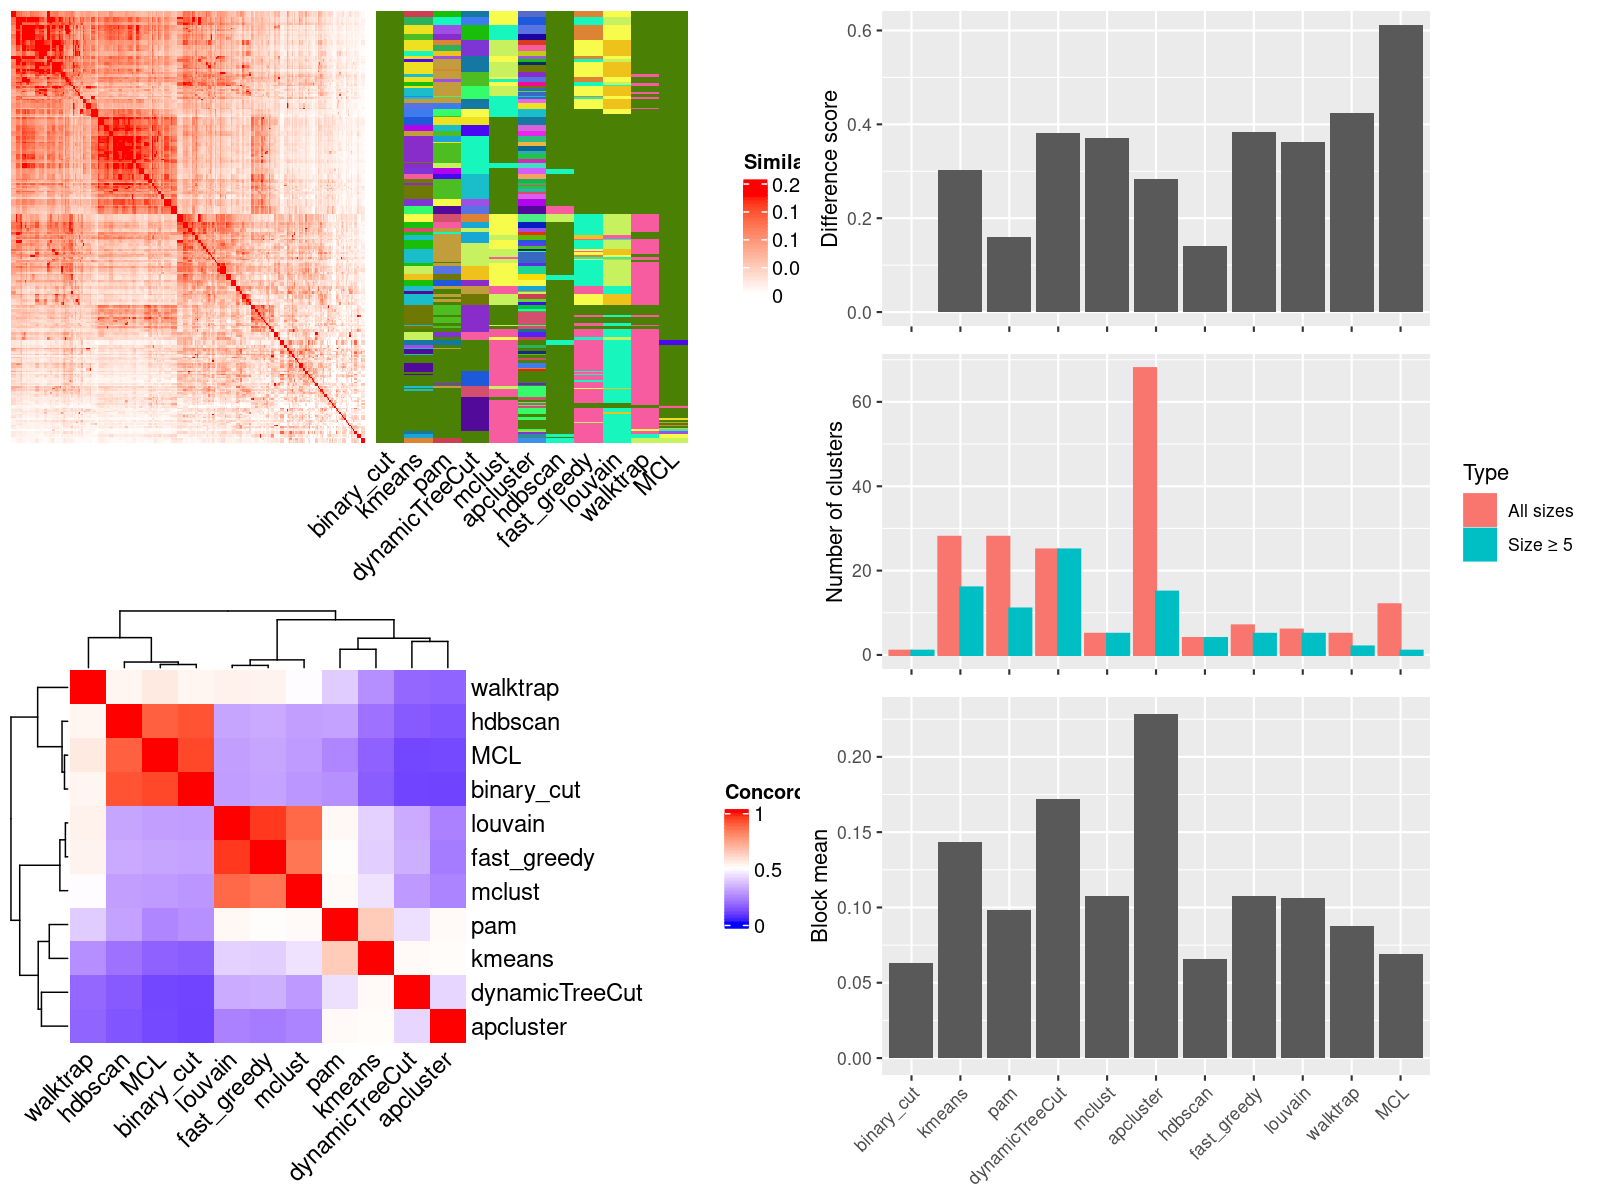 Simila
0.2
0.1
0.1
0.0
0
binary_cut
kmeans
pam
dynamicTreeCut
mclust
apcluster
hdbscan
fast_greedy
louvain
walktrap
MCL
walktrap
hdbscan
MCL
binary_cut
louvain
fast_greedy
mclust
pam
kmeans
dynamicTreeCut
apcluster
walktrap
hdbscan
MCL
binary_cut
louvain
fast_greedy
mclust
pam
kmeans
dynamicTreeCut
apcluster
Concord
1
0.5
0
Difference score
0.6
0.4
0.2
0.0
Number of clusters
60
40
20
0
Type
All sizes
Size ≥ 5
Block mean
0.20
0.15
0.10
0.05
0.00
binary_cut
kmeans
pam
dynamicTreeCut
mclust
apcluster
hdbscan
fast_greedy
louvain
walktrap
MCL